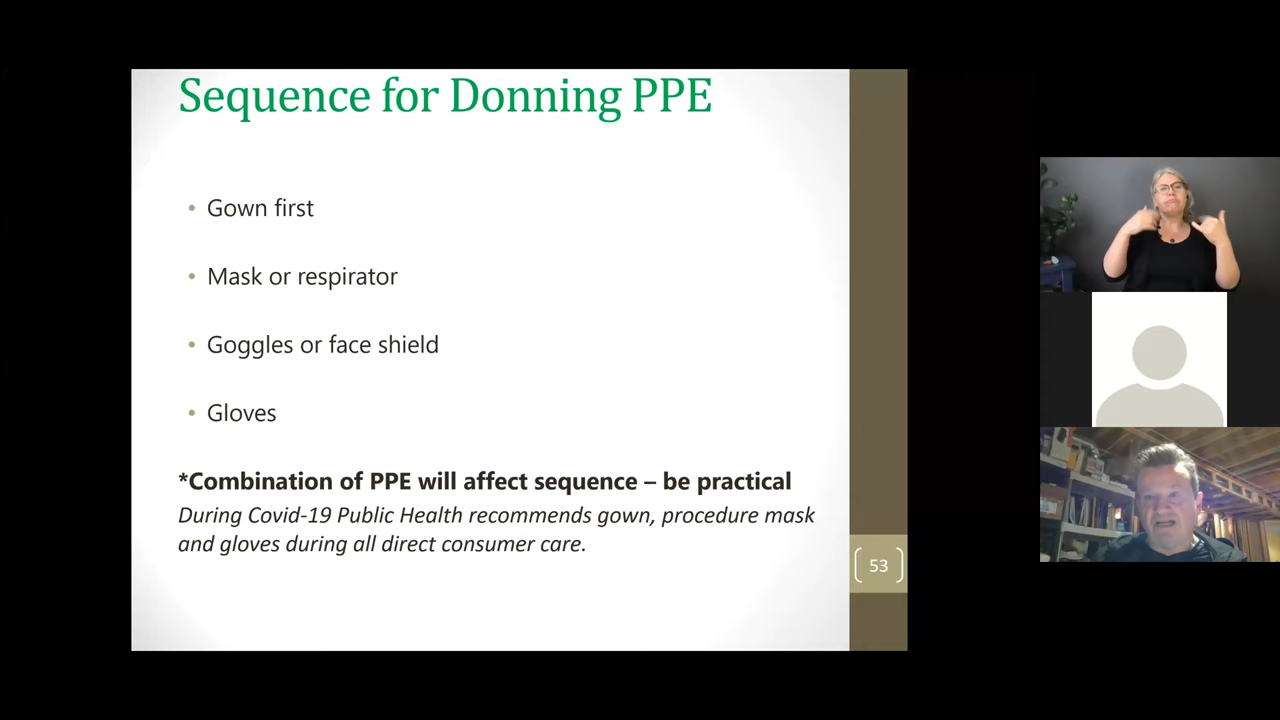 Sequence for Donning PPE
• Gown first
• Mask or respirator
• Goggles or face shield
• Gloves
*Combination of PPE will affect sequence – be practical
During Covid-19 Public Health recommends gown, procedure mask
and gloves during all direct consumer care.
53